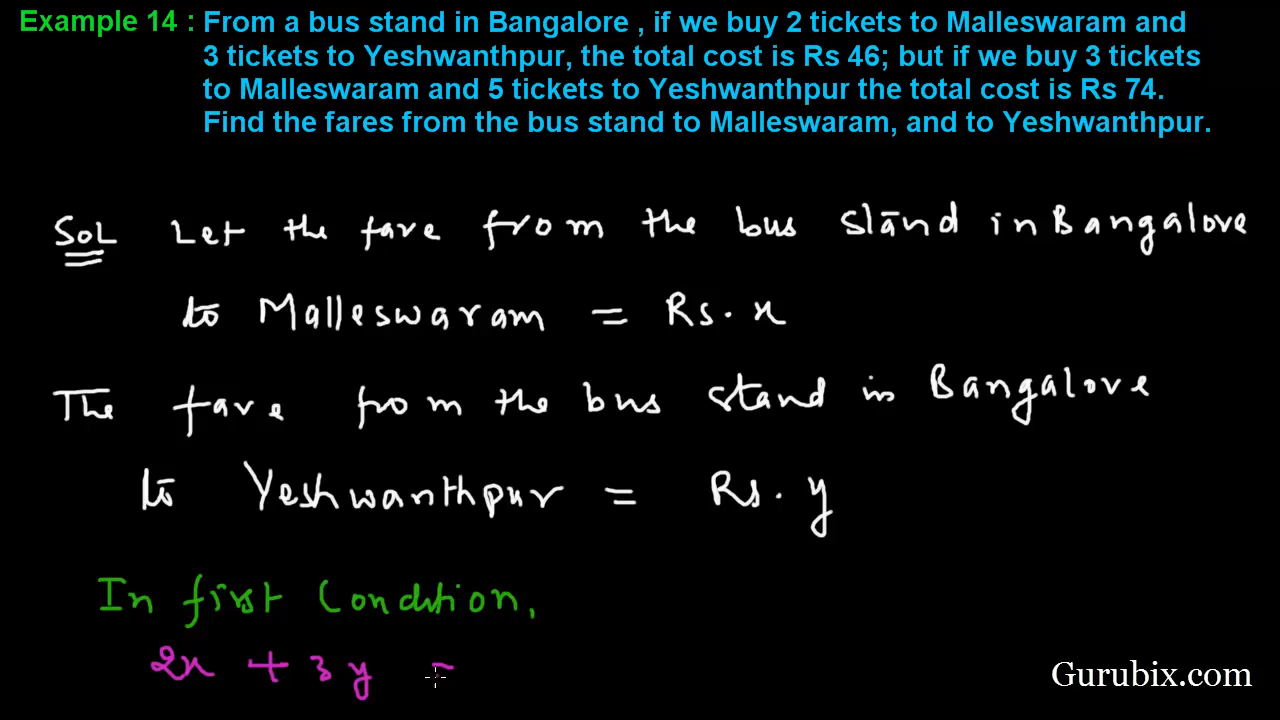 Example 14 : From a bus stand in Bangalore , if we buy 2 tickets to Malleswaram and
3 tickets to Yeshwanthpur, the total cost is Rs 46; but if we buy 3 tickets
to Malleswaram and 5 tickets to Yeshwanthpur the total cost is Rs 74.
Find the fares from the bus stand to Malleswaram, and to Yeshwanthpur.
Sol Let the fare from the bus stand in Bangalore
to Malleswaram = Rs. x
The fare from the bus stand in Bangalore
to Yeshwanthpur = Rs. y
In first Condition,
2x + 3y =
Gurubix.com